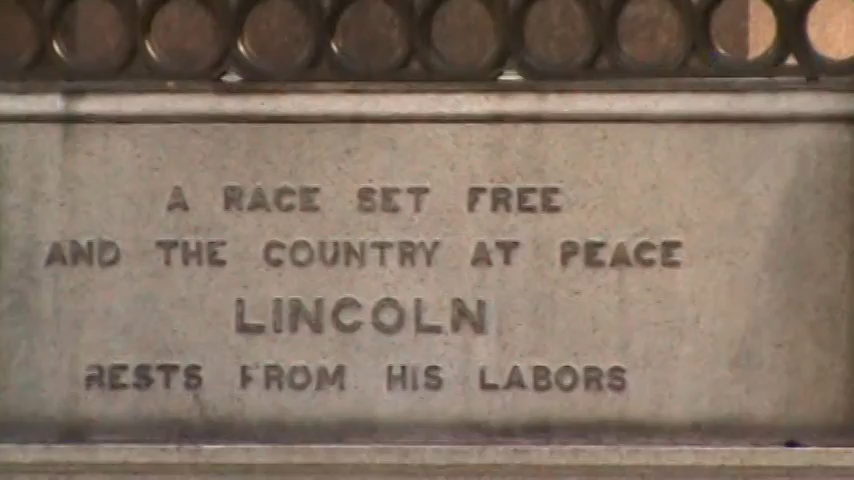 A RACE SET FREE
AND THE COUNTRY AT PEACE
LINCOLN
RESTS FROM HIS LABORS